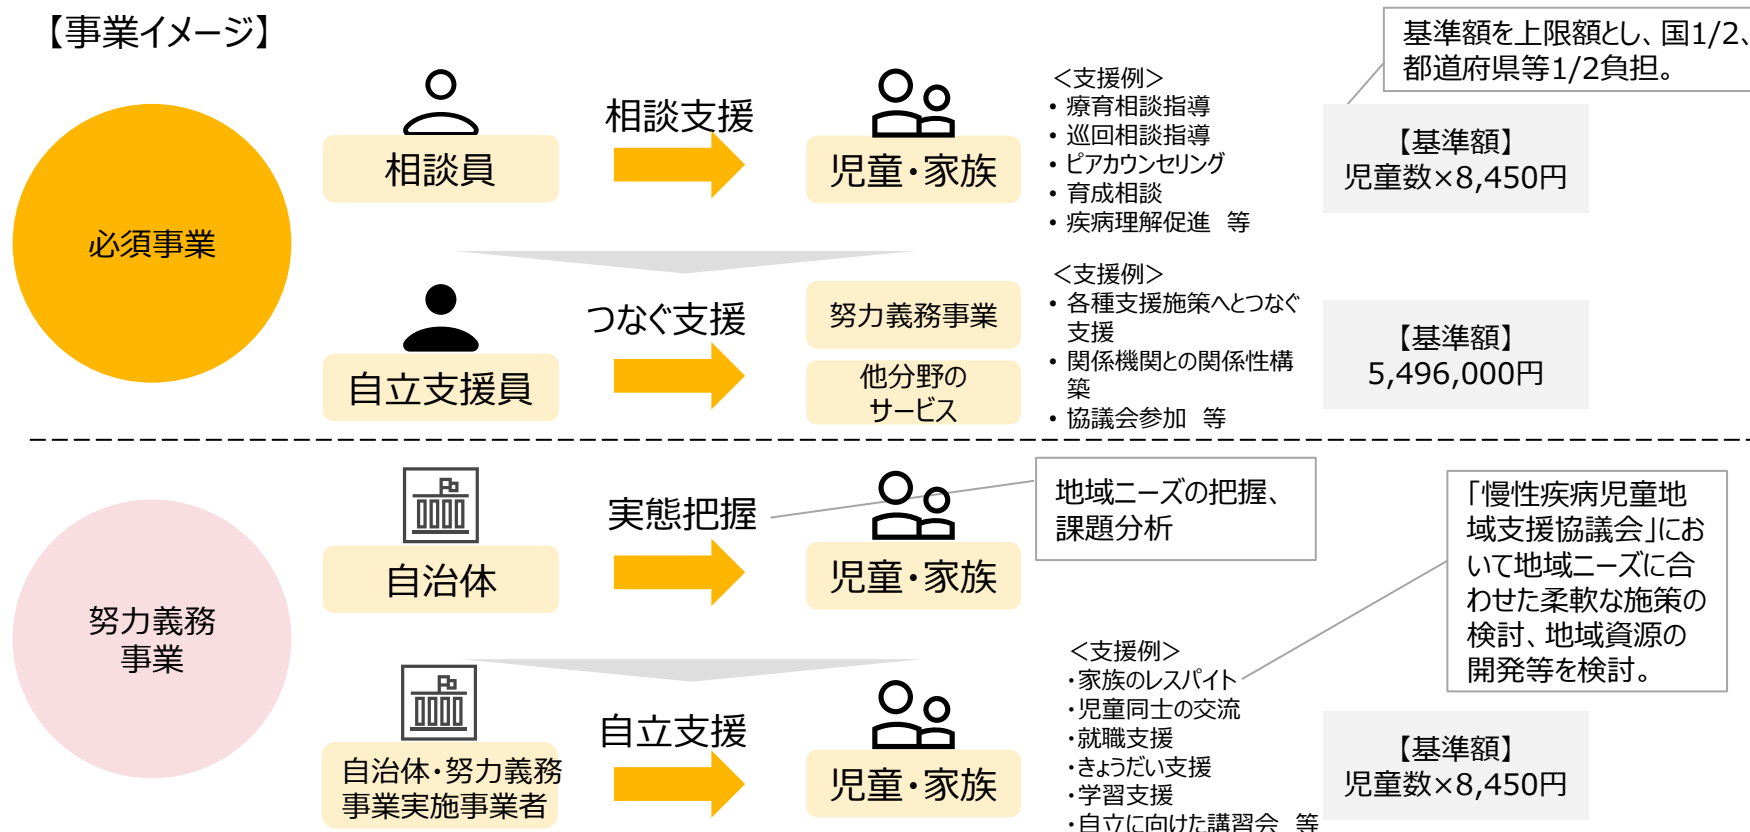 【事業イメージ】
基準額を上限額とし、国1/2、
都道府県等1/2負担。
必須事業
相談員
相談支援
児童・家族
＜支援例＞
• 療育相談指導
• 巡回相談指導
• ピアカウンセリング
• 育成相談
• 疾病理解促進　等
【基準額】
児童数×8,450円
自立支援員
つなぐ支援
努力義務事業
他分野の
サービス
＜支援例＞
• 各種支援施策へとつなぐ
支援
• 関係機関との関係性構
築
• 協議会参加　等
【基準額】
5,496,000円
努力義務
事業
自治体
実態把握
児童・家族
地域ニーズの把握、
課題分析
「慢性疾病児童地
域支援協議会」にお
いて地域ニーズに合
わせた柔軟な施策の
検討、地域資源の
開発等を検討。
自治体・努力義務
事業実施事業者
自立支援
児童・家族
＜支援例＞
・家族のレスパイト
・児童同士の交流
・就職支援
・きょうだい支援
・学習支援
・自立に向けた講習会　等
【基準額】
児童数×8,450円